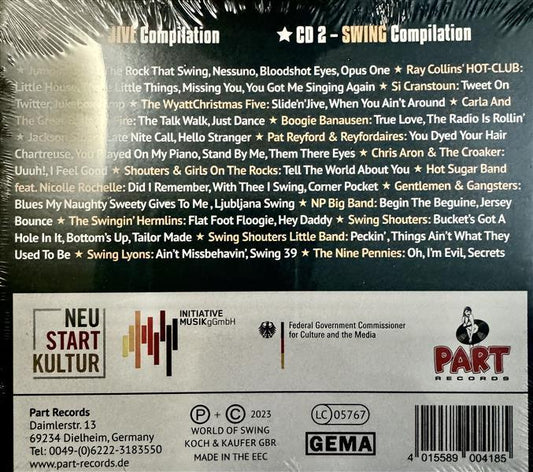 JIVE Compilation ★ CD 2 – SWING Compilation
★ Jump The Rock That Swing, Nessuno, Bloodshot Eyes, Opus One ★ Ray Collins' HOT-CLUB:
Little House, Little Things, Missing You, You Got Me Singing Again ★ Si Cranstoun: Tweet On
Twitter, Jukebox Jump ★ The WyattChristmas Five: Slide'n'Jive, When You Ain't Around ★ Carla And
The Great Fire: The Talk Walk, Just Dance ★ Boogie Banausen: True Love, The Radio Is Rollin'
★ Jackson Late Nite Call, Hello Stranger ★ Pat Reyford & Reyfordaires: You Dyed Your Hair
Chartreuse, You Played On My Piano, Stand By Me, Them There Eyes ★ Chris Aron & The Croaker:
Uuuh!, I Feel Good ★ Shouters & Girls On The Rocks: Tell The World About You ★ Hot Sugar Band
feat. Nicolle Rochelle: Did I Remember, With Thee I Swing, Corner Pocket ★ Gentlemen & Gangsters:
Blues My Naughty Sweety Gives To Me, Ljubljana Swing ★ NP Big Band: Begin The Beguine, Jersey
Bounce ★ The Swingin' Hermlins: Flat Foot Floogie, Hey Daddy ★ Swing Shouters: Bucket's Got A
Hole In It, Bottom's Up, Tailor Made ★ Swing Shouters Little Band: Peckin', Things Ain't What They
Used To Be ★ Swing Lyons: Ain't Missbehavin', Swing 39 ★ The Nine Pennies: Oh, I'm Evil, Secrets
NEU
START
KULTUR
INITIATIVE
MUSIKgGmbH
Federal Government Commissioner
for Culture and the Media
PART
RECORDS
Part Records
Daimlerstr. 13
69234 Dielheim, Germany
Tel: 0049-(0)6222-3183550
www.part-records.de
Ⓟ + Ⓒ 2023
WORLD OF SWING
KOCH & KAUFER GBR
MADE IN THE EEC
LC 05767
GEMA
4 015589 004185